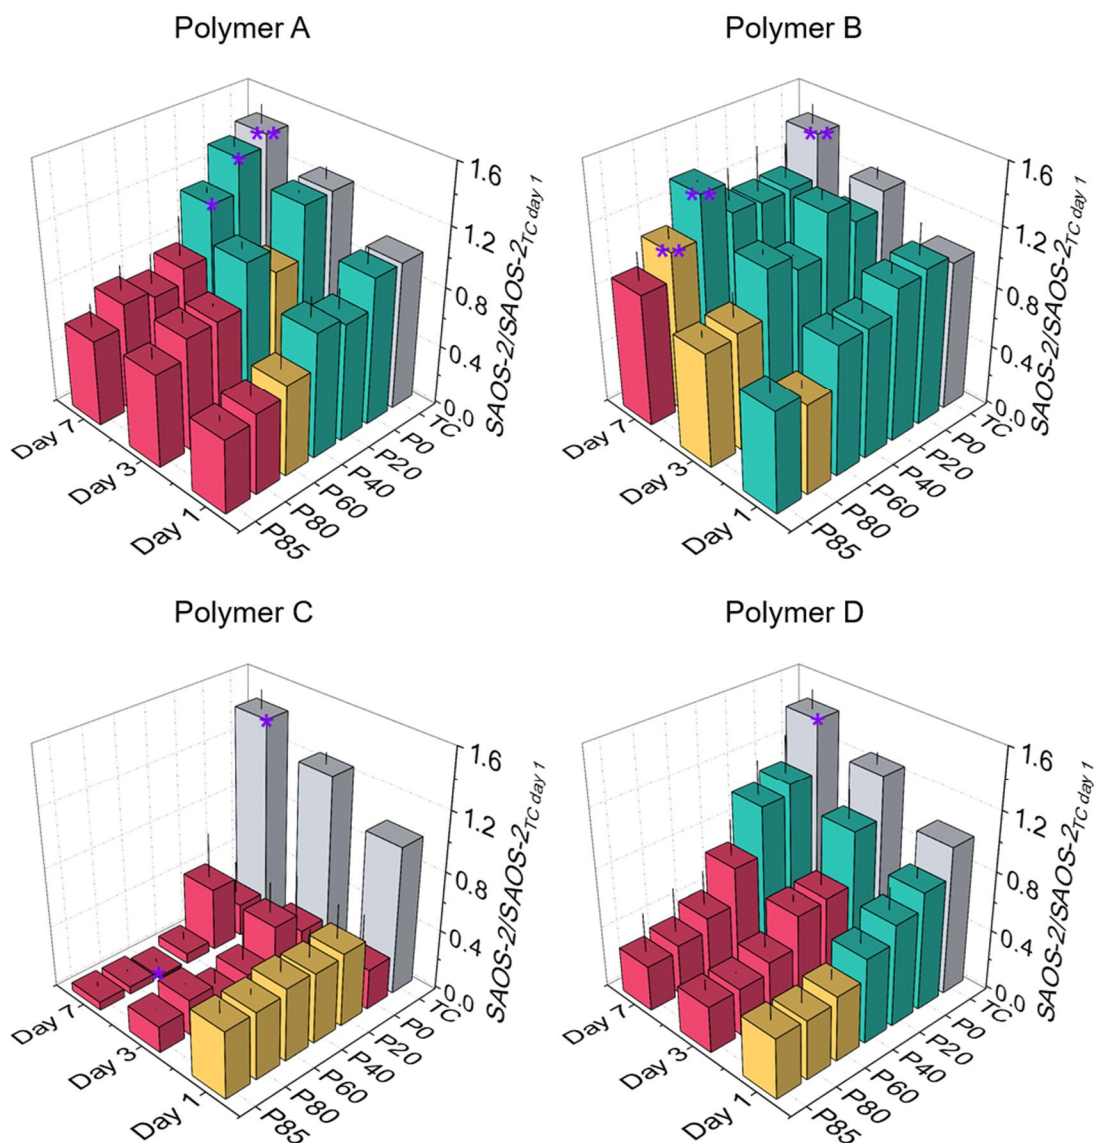 Polymer A
Polymer B
1.6
1.2
0.8
0.4
0.0
SAOS-2/SAOS-2TC day 1
Day 7
Day 3
Day 1
TC
P0
P20
P40
P60
P80
P85
**
*
*
1.6
1.2
0.8
0.4
0.0
SAOS-2/SAOS-2TC day 1
Day 7
Day 3
Day 1
TC
P0
P20
P40
P60
P80
P85
**
**
**
Polymer C
Polymer D
1.6
1.2
0.8
0.4
0.0
SAOS-2/SAOS-2TC day 1
Day 7
Day 3
Day 1
TC
P0
P20
P40
P60
P80
P85
*
*
1.6
1.2
0.8
0.4
0.0
SAOS-2/SAOS-2TC day 1
Day 7
Day 3
Day 1
TC
P0
P20
P40
P60
P80
P85
*